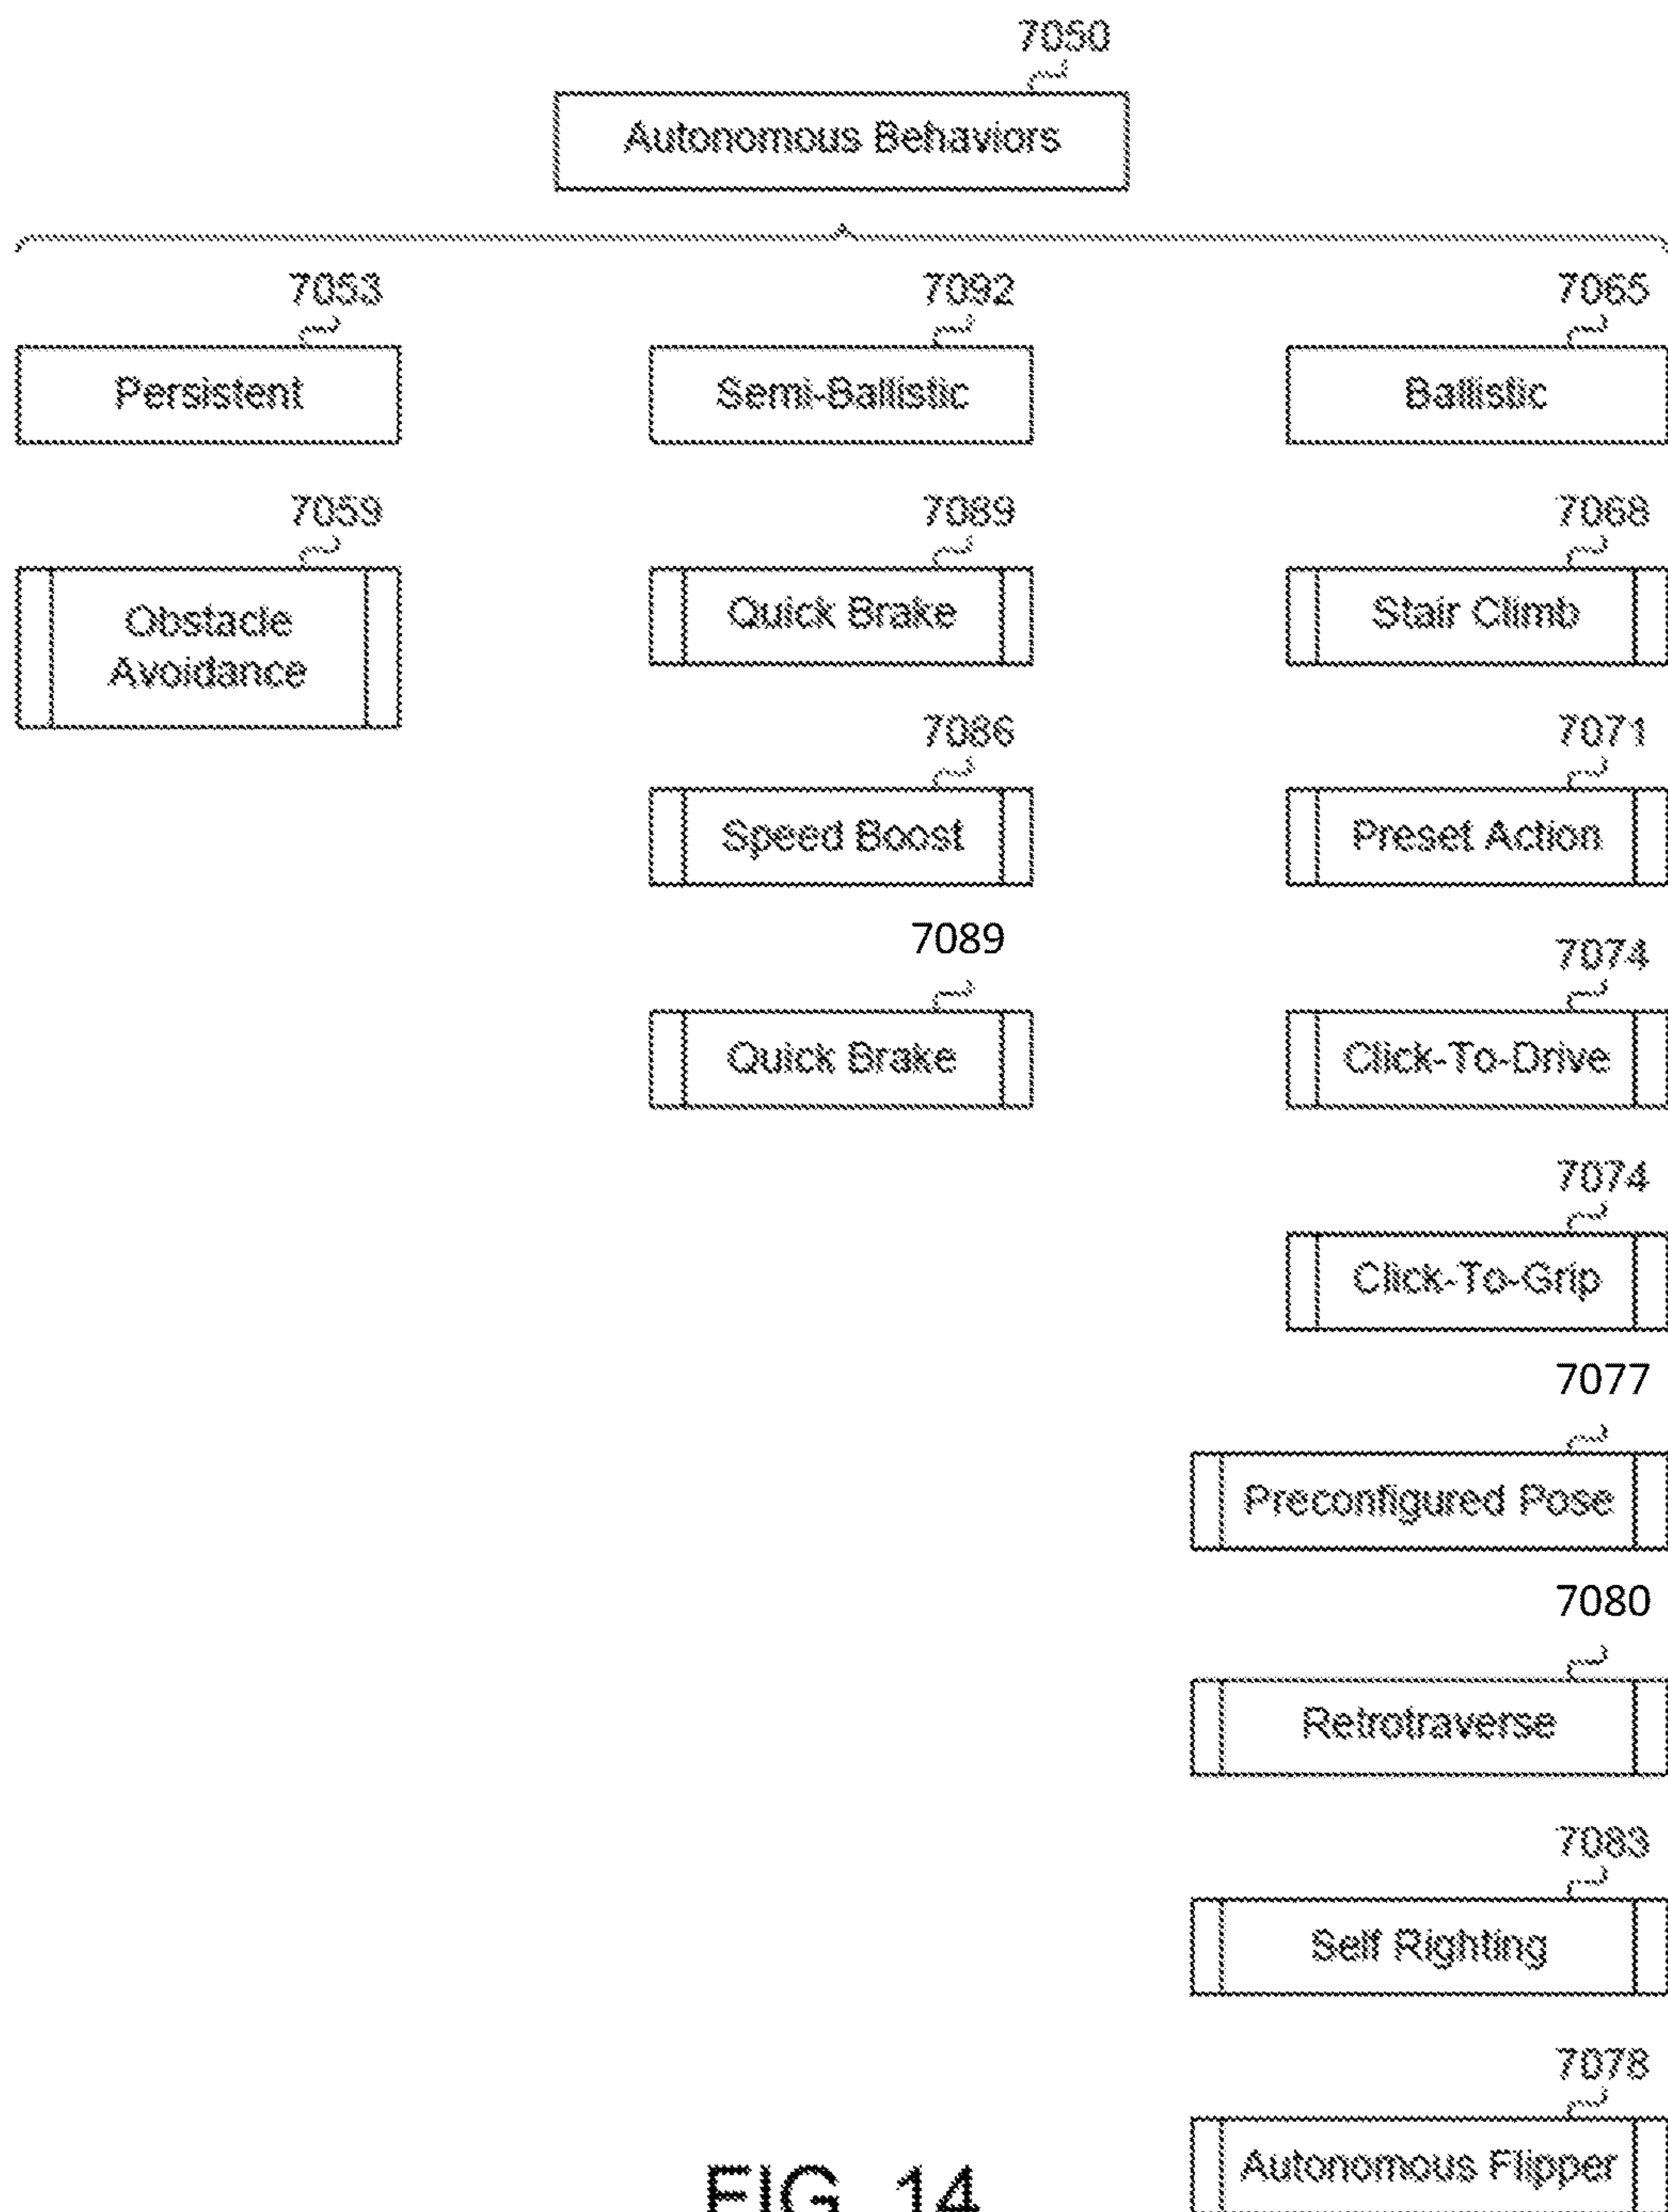 7050
Autonomous Behaviors
7053
7092
7065
Persistent
Semi-Ballistic
Ballistic
7059
7089
7068
Obstacle
Avoidance
Quick Brake
Stair Climb
7086
7071
Speed Boost
Preset Action
7089
7074
Quick Brake
Click-To-Drive
7074
Click-To-Grip
7077
Preconfigured Pose
7080
Retrotraverse
7083
Self Righting
7078
Autonomous Flipper
FIG. 14